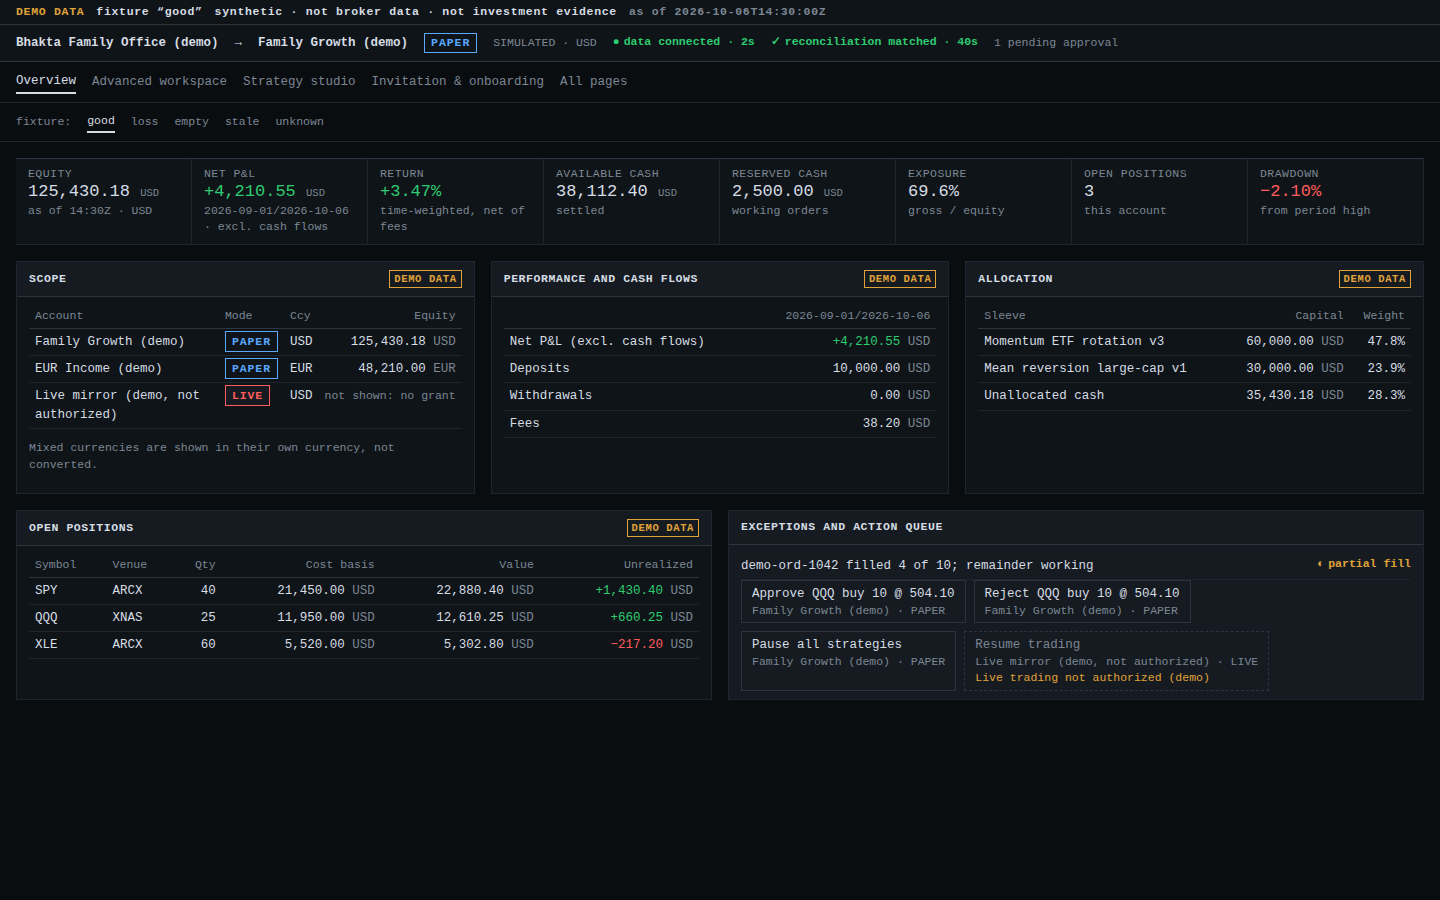 DEMO DATA fixture “good” synthetic · not broker data · not investment evidence as of 2026-10-06T14:30:00Z
Bhakta Family Office (demo) → Family Growth (demo) PAPER SIMULATED · USD ● data connected · 2s ✓ reconciliation matched · 40s 1 pending approval
Overview Advanced workspace Strategy studio Invitation & onboarding All pages
fixture: good loss empty stale unknown
EQUITY
125,430.18 USD
as of 14:30Z · USD
NET P&L
+4,210.55 USD
2026-09-01/2026-10-06
· excl. cash flows
RETURN
+3.47%
time-weighted, net of
fees
AVAILABLE CASH
38,112.40 USD
settled
RESERVED CASH
2,500.00 USD
working orders
EXPOSURE
69.6%
gross / equity
OPEN POSITIONS
3
this account
DRAWDOWN
−2.10%
from period high
SCOPE DEMO DATA
Account Mode Ccy Equity
Family Growth (demo) PAPER USD 125,430.18 USD
EUR Income (demo) PAPER EUR 48,210.00 EUR
Live mirror (demo, not LIVE USD not shown: no grant
authorized)
Mixed currencies are shown in their own currency, not
converted.
PERFORMANCE AND CASH FLOWS DEMO DATA
2026-09-01/2026-10-06
Net P&L (excl. cash flows) +4,210.55 USD
Deposits 10,000.00 USD
Withdrawals 0.00 USD
Fees 38.20 USD
ALLOCATION DEMO DATA
Sleeve Capital Weight
Momentum ETF rotation v3 60,000.00 USD 47.8%
Mean reversion large-cap v1 30,000.00 USD 23.9%
Unallocated cash 35,430.18 USD 28.3%
OPEN POSITIONS DEMO DATA
Symbol Venue Qty Cost basis Value Unrealized
SPY ARCX 40 21,450.00 USD 22,880.40 USD +1,430.40 USD
QQQ XNAS 25 11,950.00 USD 12,610.25 USD +660.25 USD
XLE ARCX 60 5,520.00 USD 5,302.80 USD −217.20 USD
EXCEPTIONS AND ACTION QUEUE
demo-ord-1042 filled 4 of 10; remainder working ◖ partial fill
Approve QQQ buy 10 @ 504.10
Family Growth (demo) · PAPER
Reject QQQ buy 10 @ 504.10
Family Growth (demo) · PAPER
Pause all strategies
Family Growth (demo) · PAPER
Resume trading
Live mirror (demo, not authorized) · LIVE
Live trading not authorized (demo)